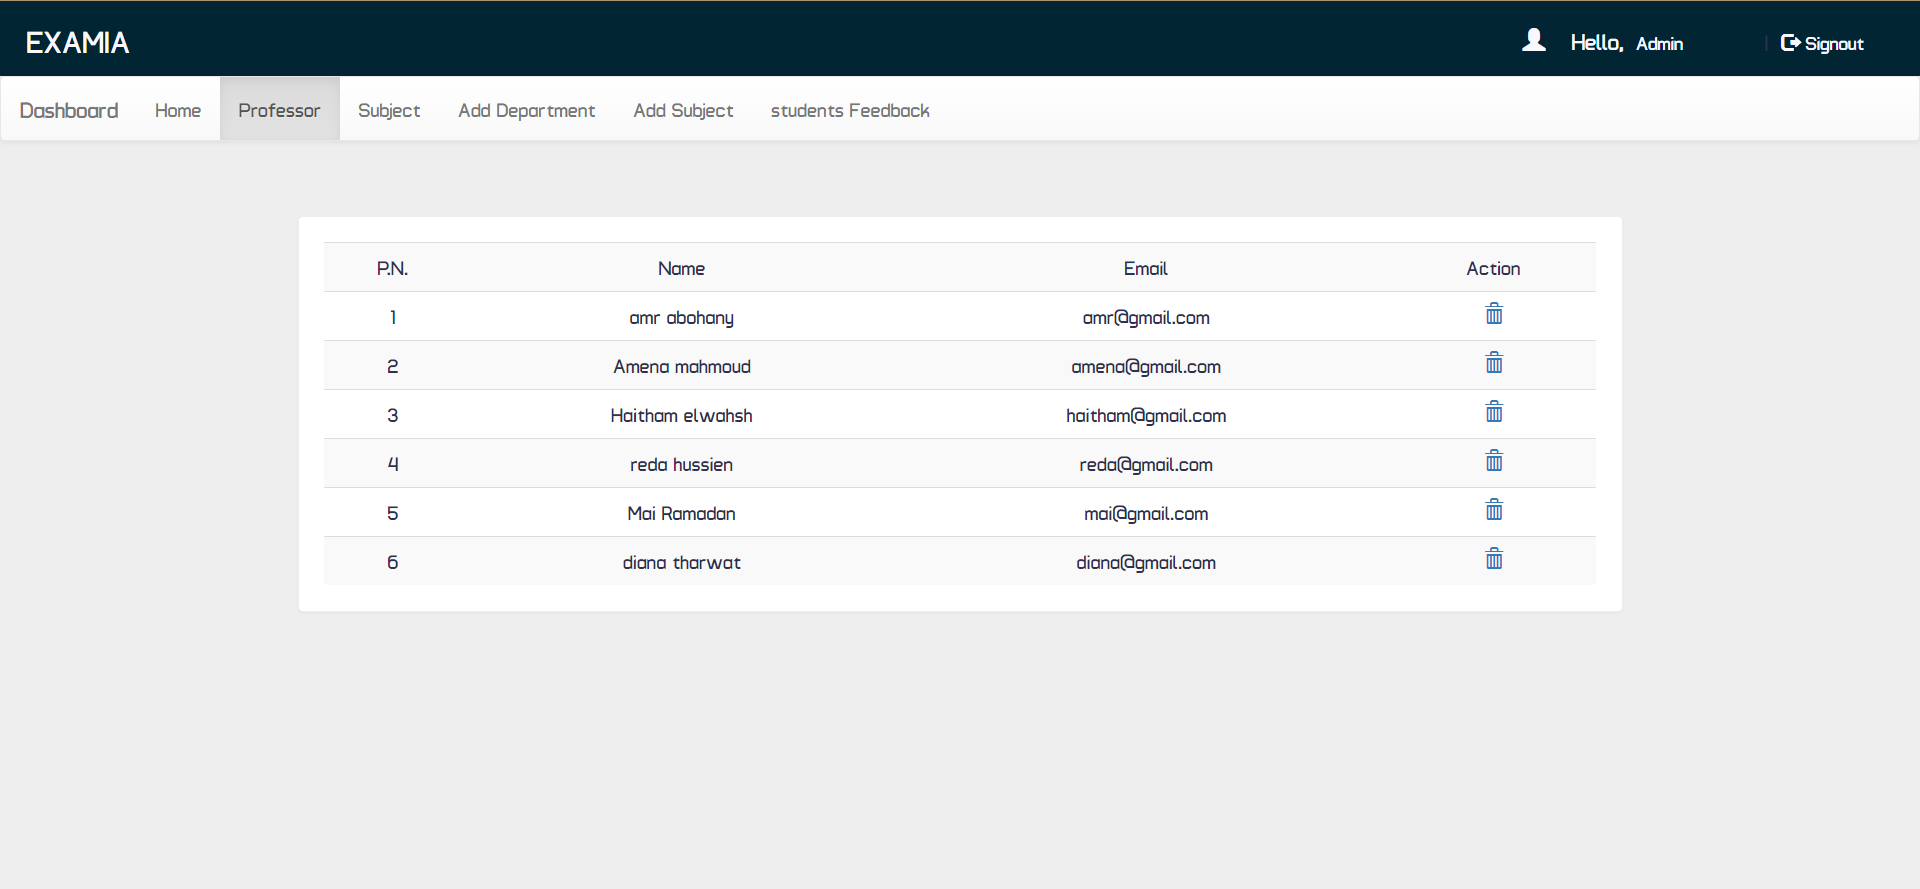 EXAMIA Hello, Admin | Signout
Dashboard Home Professor Subject Add Department Add Subject students Feedback
P.N. Name Email Action
1 amr abohany amr@gmail.com
2 Amena mahmoud amena@gmail.com
3 Haitham elwahsh haitham@gmail.com
4 reda hussien reda@gmail.com
5 Mai Ramadan mai@gmail.com
6 diana tharwat diana@gmail.com